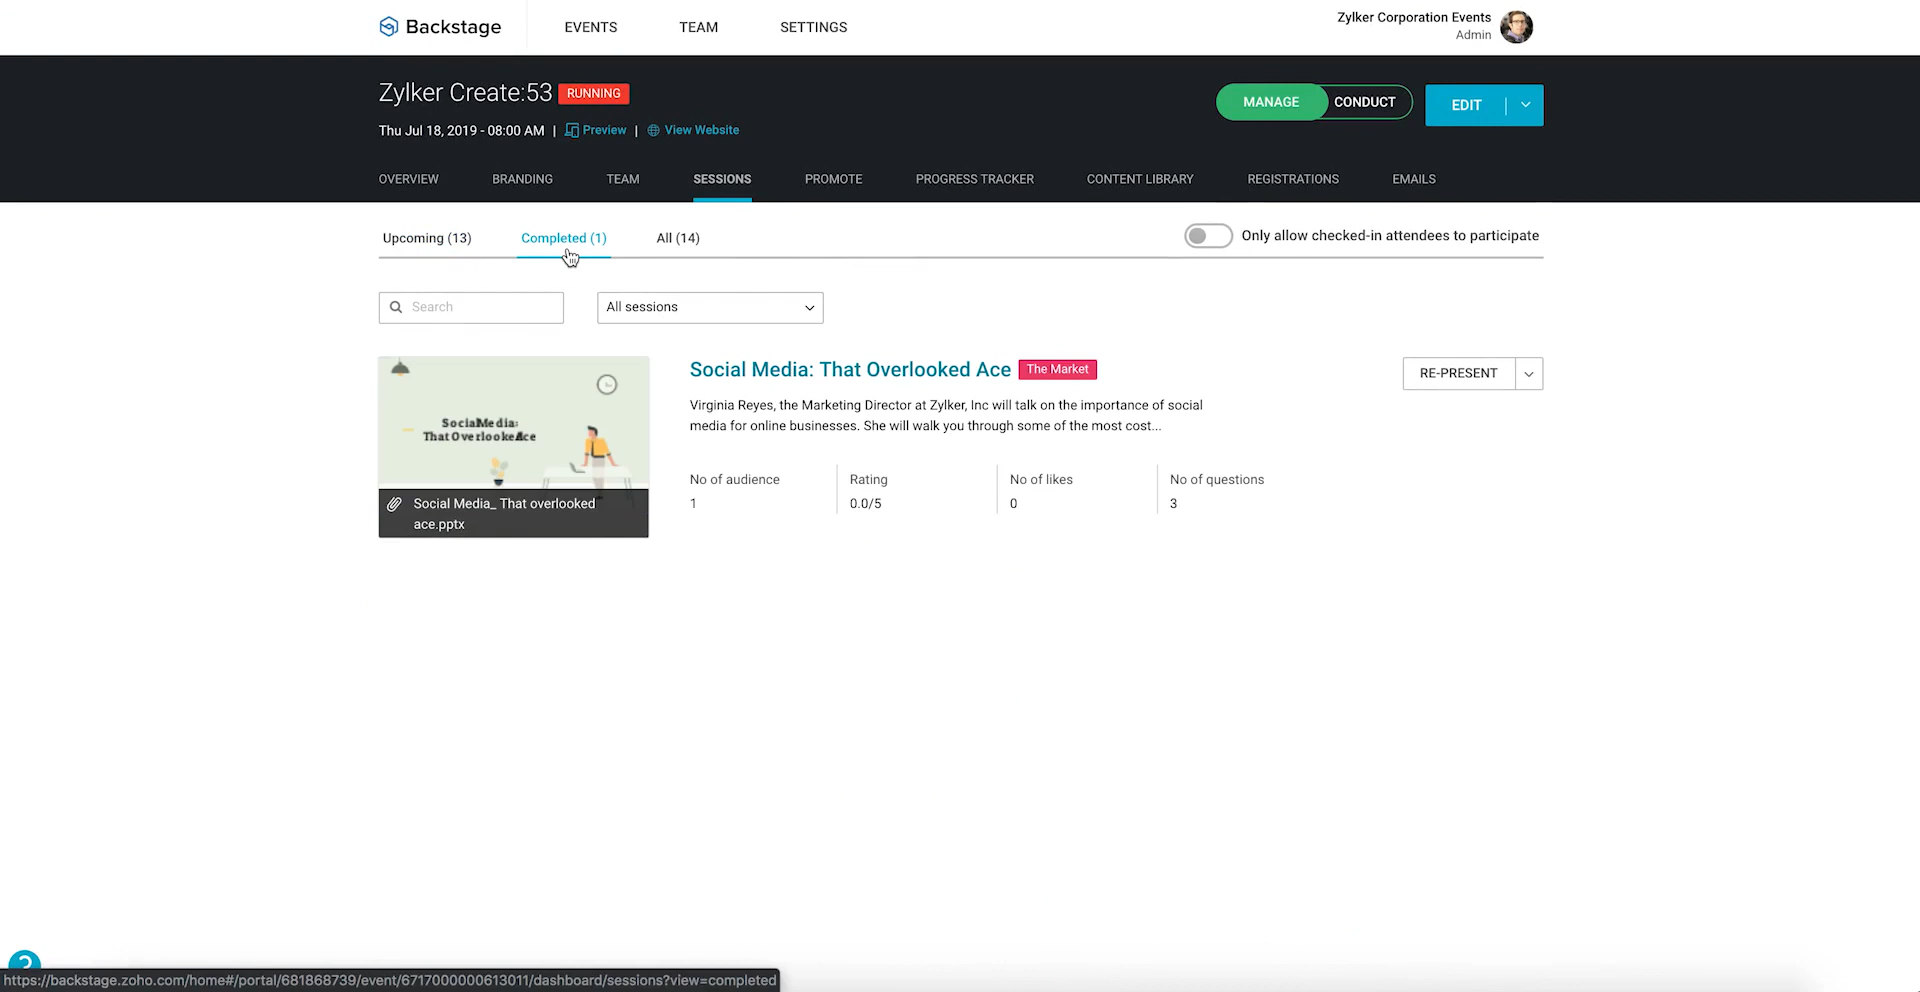 Backstage
EVENTS
TEAM
SETTINGS
Zylker Corporation Events
Admin
Zylker Create:53 RUNNING
MANAGE
CONDUCT
EDIT
Thu Jul 18, 2019 - 08:00 AM | Preview | View Website
OVERVIEW
BRANDING
TEAM
SESSIONS
PROMOTE
PROGRESS TRACKER
CONTENT LIBRARY
REGISTRATIONS
EMAILS
Upcoming (13)
Completed (1)
All (14)
Only allow checked-in attendees to participate
Search
All sessions
Social Media:
That Overlooked Ace
Social Media_ That overlooked
ace.pptx
Social Media: That Overlooked Ace The Market
RE-PRESENT
Virginia Reyes, the Marketing Director at Zylker, Inc will talk on the importance of social
media for online businesses. She will walk you through some of the most cost...
No of audience
1
Rating
0.0/5
No of likes
0
No of questions
3
?
https://backstage.zoho.com/home#/portal/681868739/event/6717000000613011/dashboard/sessions?view=completed